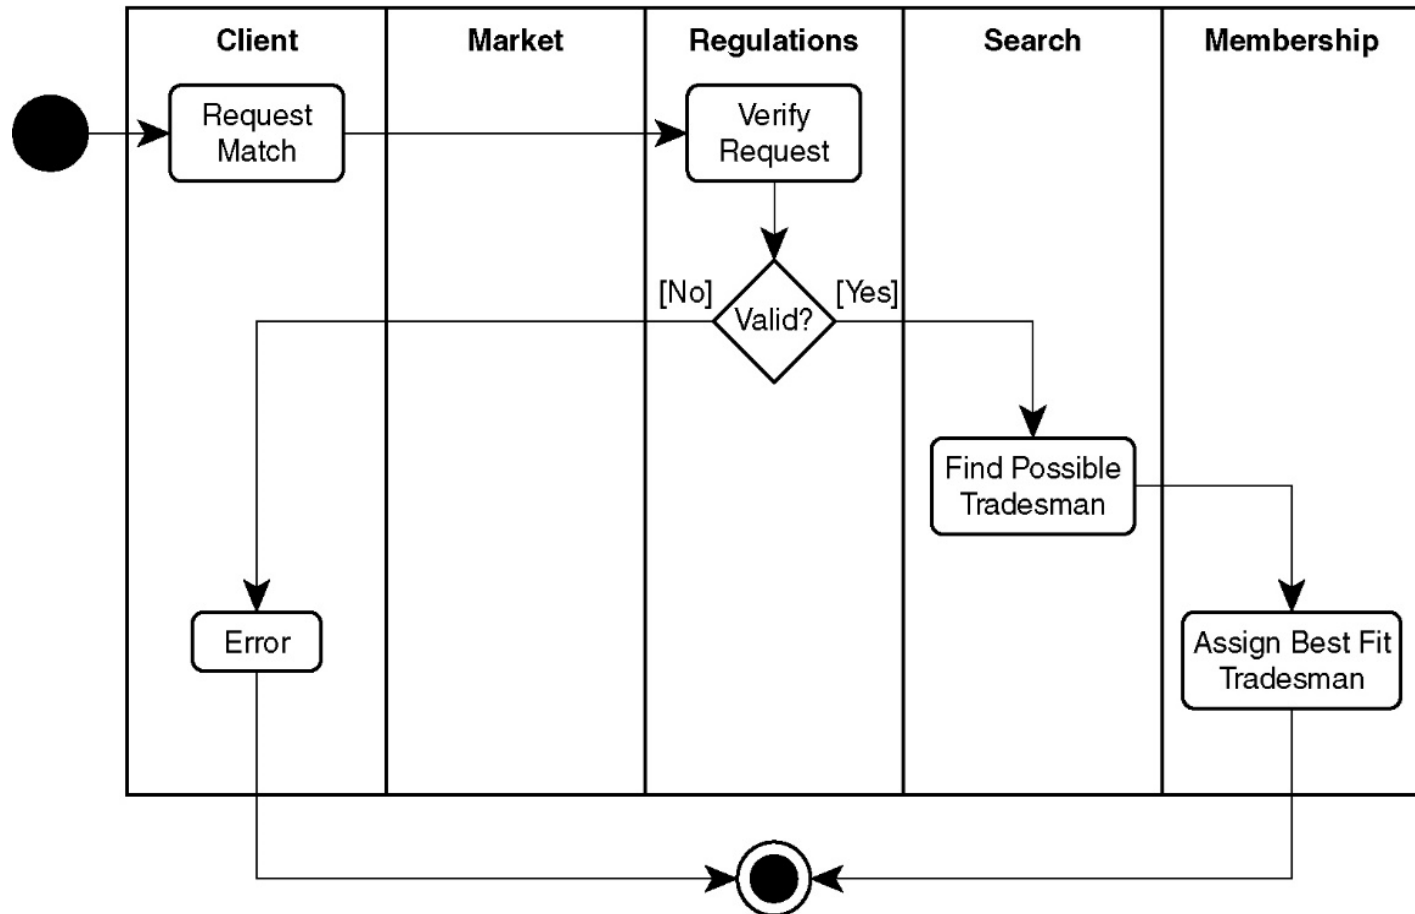 Client
Market
Regulations
Search
Membership
Request
Match
Verify
Request
[No]
Valid?
[Yes]
Find Possible
Tradesman
Error
Assign Best Fit
Tradesman